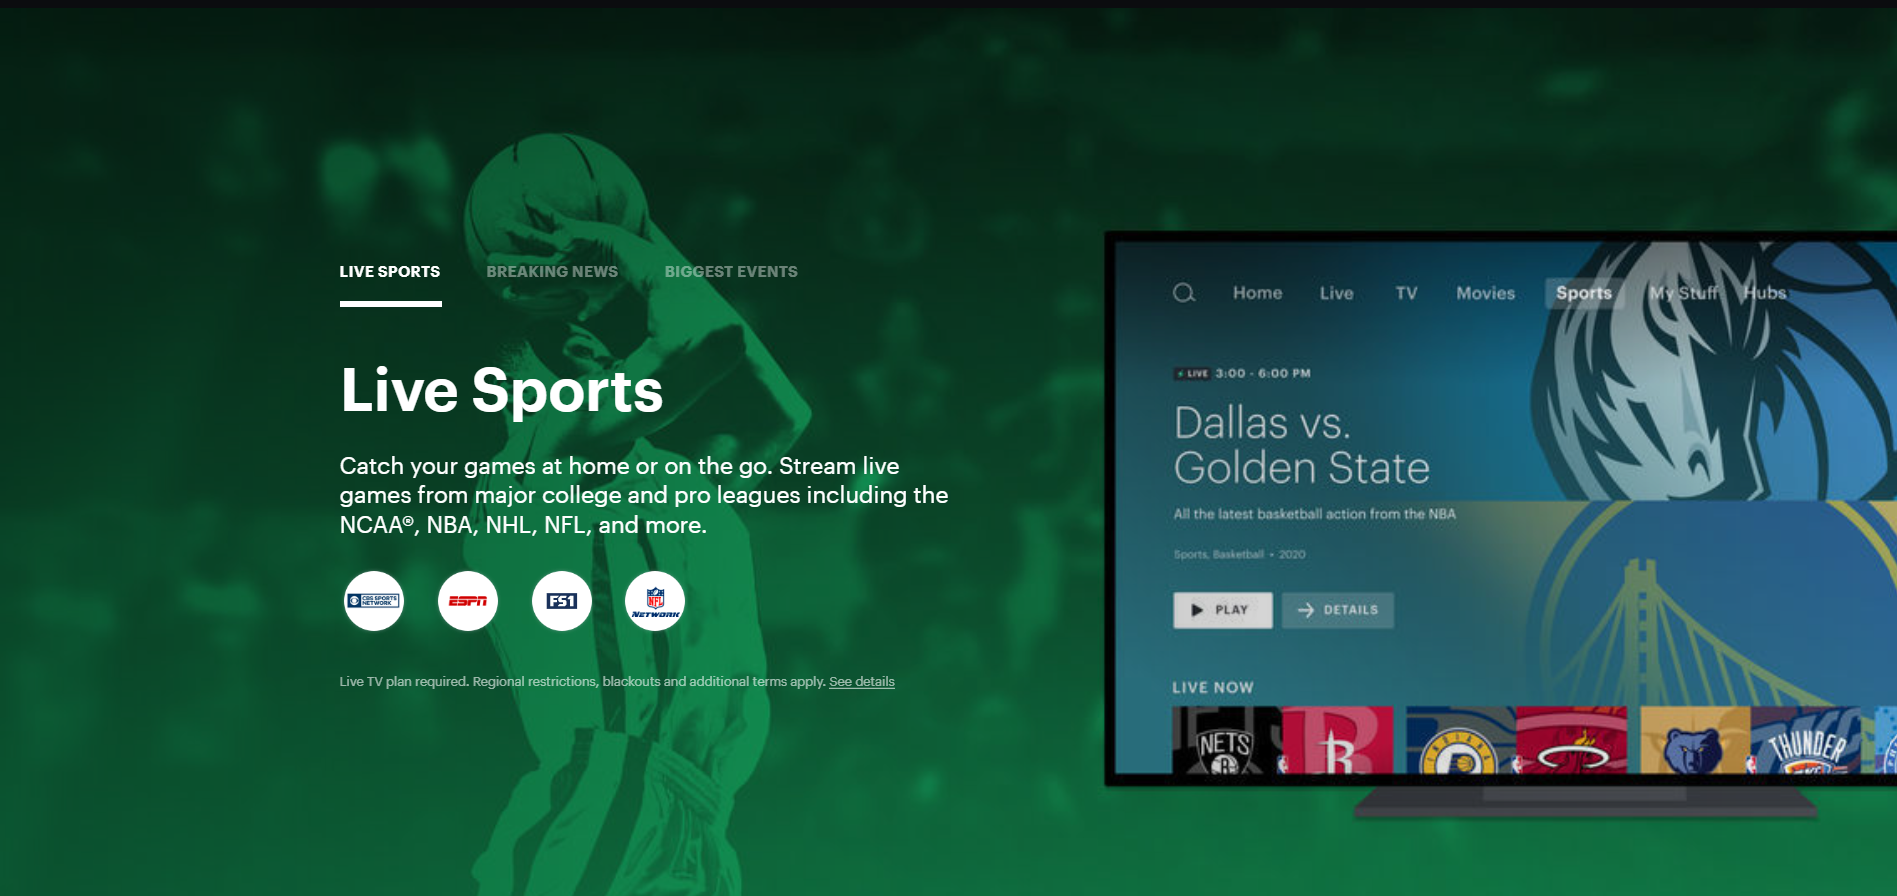 LIVE SPORTS BREAKING NEWS BIGGEST EVENTS
Live Sports
Catch your games at home or on the go. Stream live
games from major college and pro leagues including the
NCAA®, NBA, NHL, NFL, and more.
CBS SPORTS
NETWORK
ESPN
FS1
NFL
NETWORK
Live TV plan required. Regional restrictions, blackouts and additional terms apply. See details
Home Live TV Movies Sports My Stuff Hubs
LIVE 3:00 - 6:00 PM
Dallas vs.
Golden State
All the latest basketball action from the NBA
Sports, Basketball • 2020
PLAY DETAILS
LIVE NOW
NETS
B
R
INDIANA
P
THUNDER